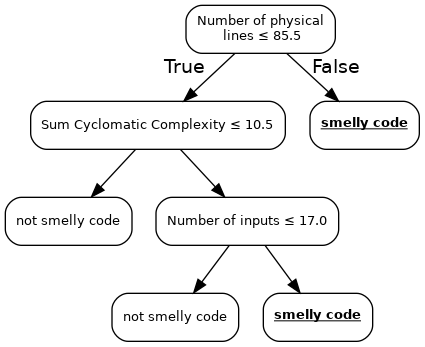 Number of physical
lines ≤ 85.5
True
False
Sum Cyclomatic Complexity ≤ 10.5
smelly code
not smelly code
Number of inputs ≤ 17.0
not smelly code
smelly code